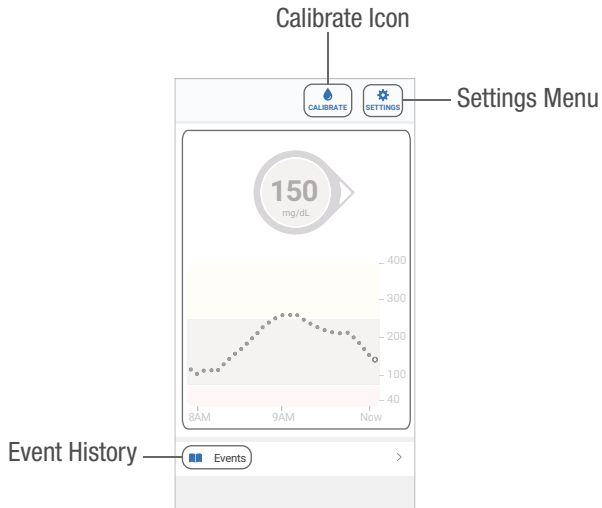 Calibrate Icon
CALIBRATE
SETTINGS
Settings Menu
150
mg/dL
400
300
200
100
40
8AM 9AM Now
Event History
Events